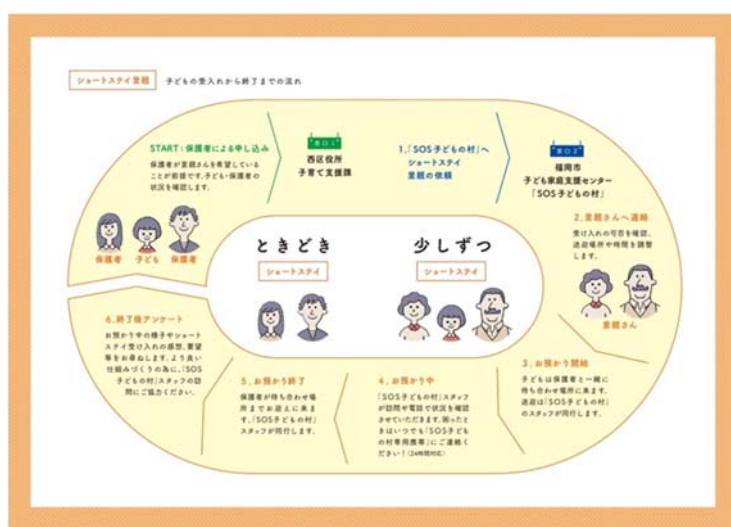 ショートステイ里親
子どもの受入れから終了までの流れ
START：保護者による申し込み
保護者が里親さんを希望している
ことが前提です。子ども・保護者の
状況を確認します。
保護者
子ども
保護者
窓口1
西区役所
子育て支援課
1.「SOS子どもの村」へ
ショートステイ
里親の依頼
窓口2
福岡市
子ども家庭支援センター
「SOS子どもの村」
2.里親さんへ連絡
受け入れの可否を確認、
送迎場所や時間を調整
します。
里親さん
ときどき
ショートステイ
少しずつ
ショートステイ
3.お預かり開始
子どもは保護者と一緒に
待ち合わせ場所に来ます。
送迎は「SOS子どもの村」
のスタッフが同行します。
4.お預かり中
「SOS子どもの村」スタッフ
が訪問や電話で状況を確認
させていただきます。困ったと
きはいつでも「SOS子ども
の村専用携帯」にご連絡く
ださい！（24時間対応）
5.お預かり終了
保護者が待ち合わせ場
所までお迎えに来ま
す。「SOS子どもの村」
スタッフが同行します。
6.終了後アンケート
お預かり中の様子やショート
ステイ受け入れの感想、要望
等をお尋ねします。より良い
仕組みづくりの為に、「SOS
子どもの村」スタッフの訪
問にご協力ください。